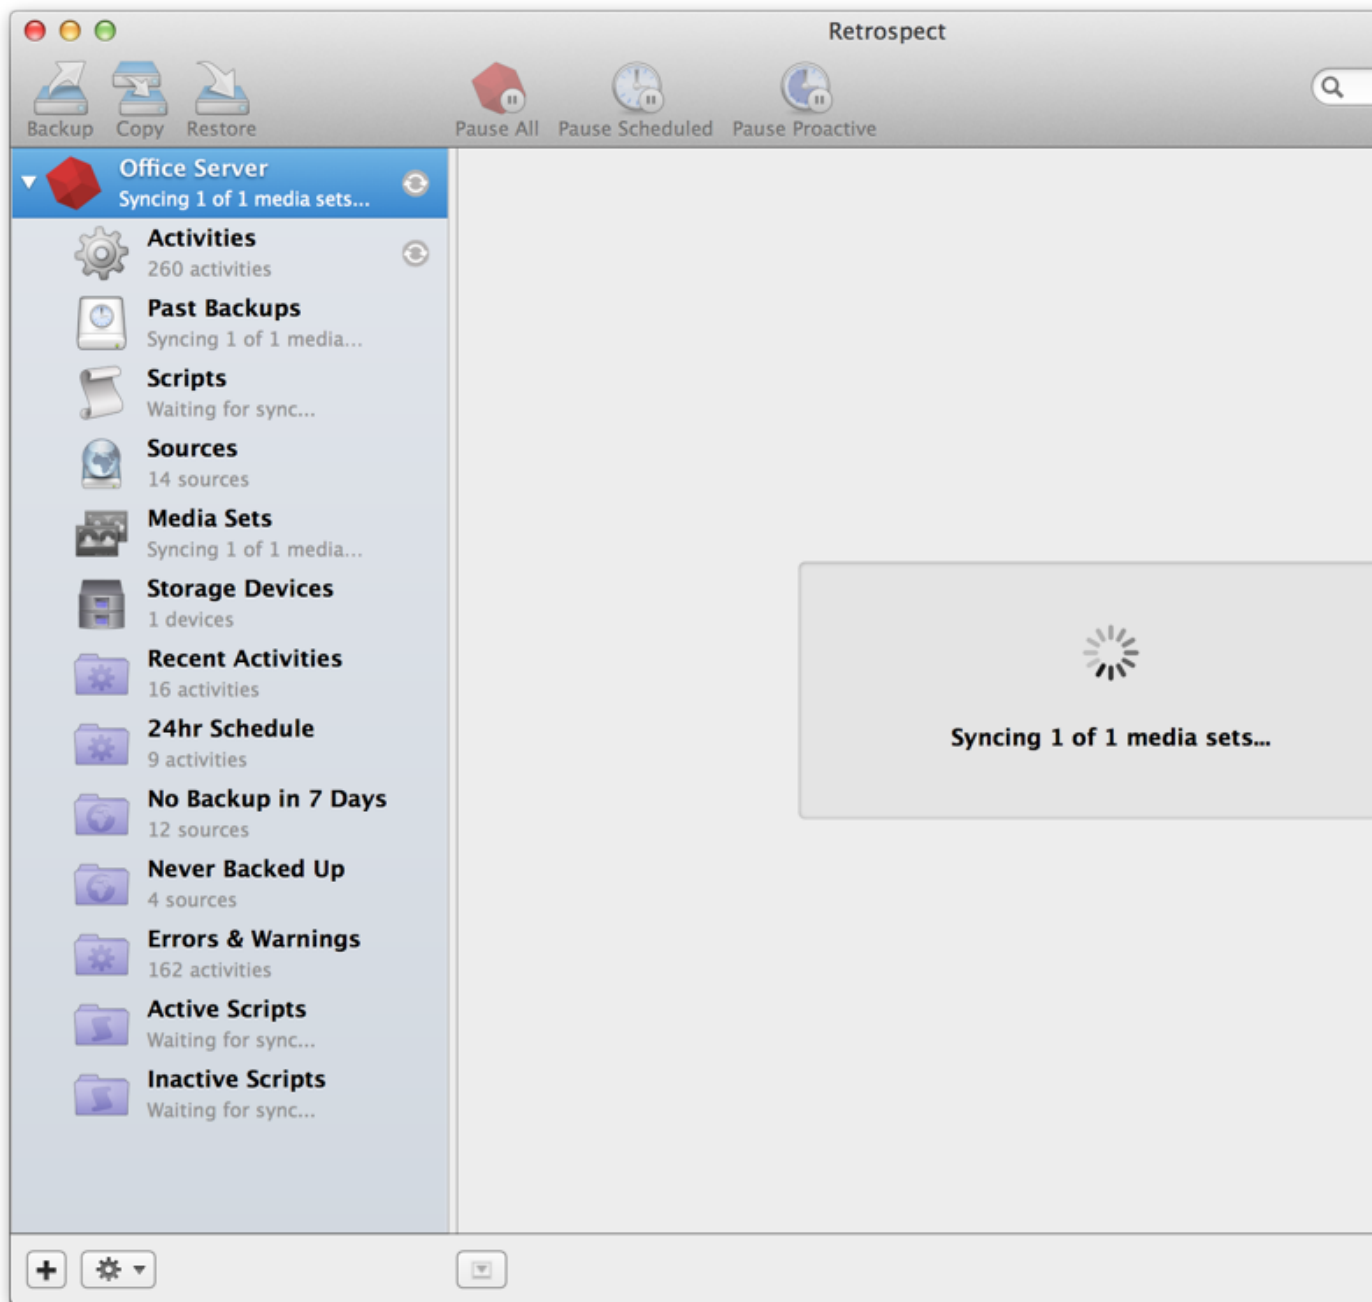 Retrospect
Backup
Copy
Restore
Pause All
Pause Scheduled
Pause Proactive
Office Server
Syncing 1 of 1 media sets...
Activities
260 activities
Past Backups
Syncing 1 of 1 media...
Scripts
Waiting for sync...
Sources
14 sources
Media Sets
Syncing 1 of 1 media...
Storage Devices
1 devices
Recent Activities
16 activities
24hr Schedule
9 activities
No Backup in 7 Days
12 sources
Never Backed Up
4 sources
Errors & Warnings
162 activities
Active Scripts
Waiting for sync...
Inactive Scripts
Waiting for sync...
Syncing 1 of 1 media sets...